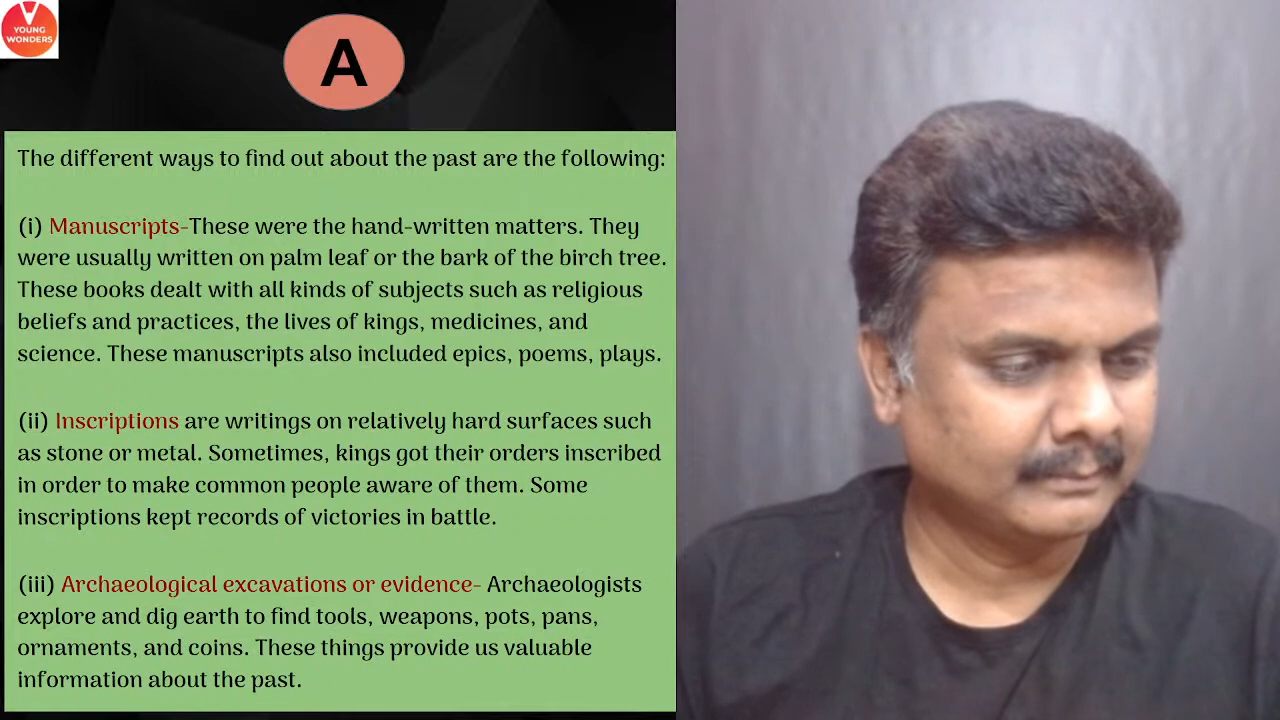 YOUNG
WONDERS
A
The different ways to find out about the past are the following:
(i) Manuscripts-These were the hand-written matters. They
were usually written on palm leaf or the bark of the birch tree.
These books dealt with all kinds of subjects such as religious
beliefs and practices, the lives of kings, medicines, and
science. These manuscripts also included epics, poems, plays.
(ii) Inscriptions are writings on relatively hard surfaces such
as stone or metal. Sometimes, kings got their orders inscribed
in order to make common people aware of them. Some
inscriptions kept records of victories in battle.
(iii) Archaeological excavations or evidence- Archaeologists
explore and dig earth to find tools, weapons, pots, pans,
ornaments, and coins. These things provide us valuable
information about the past.